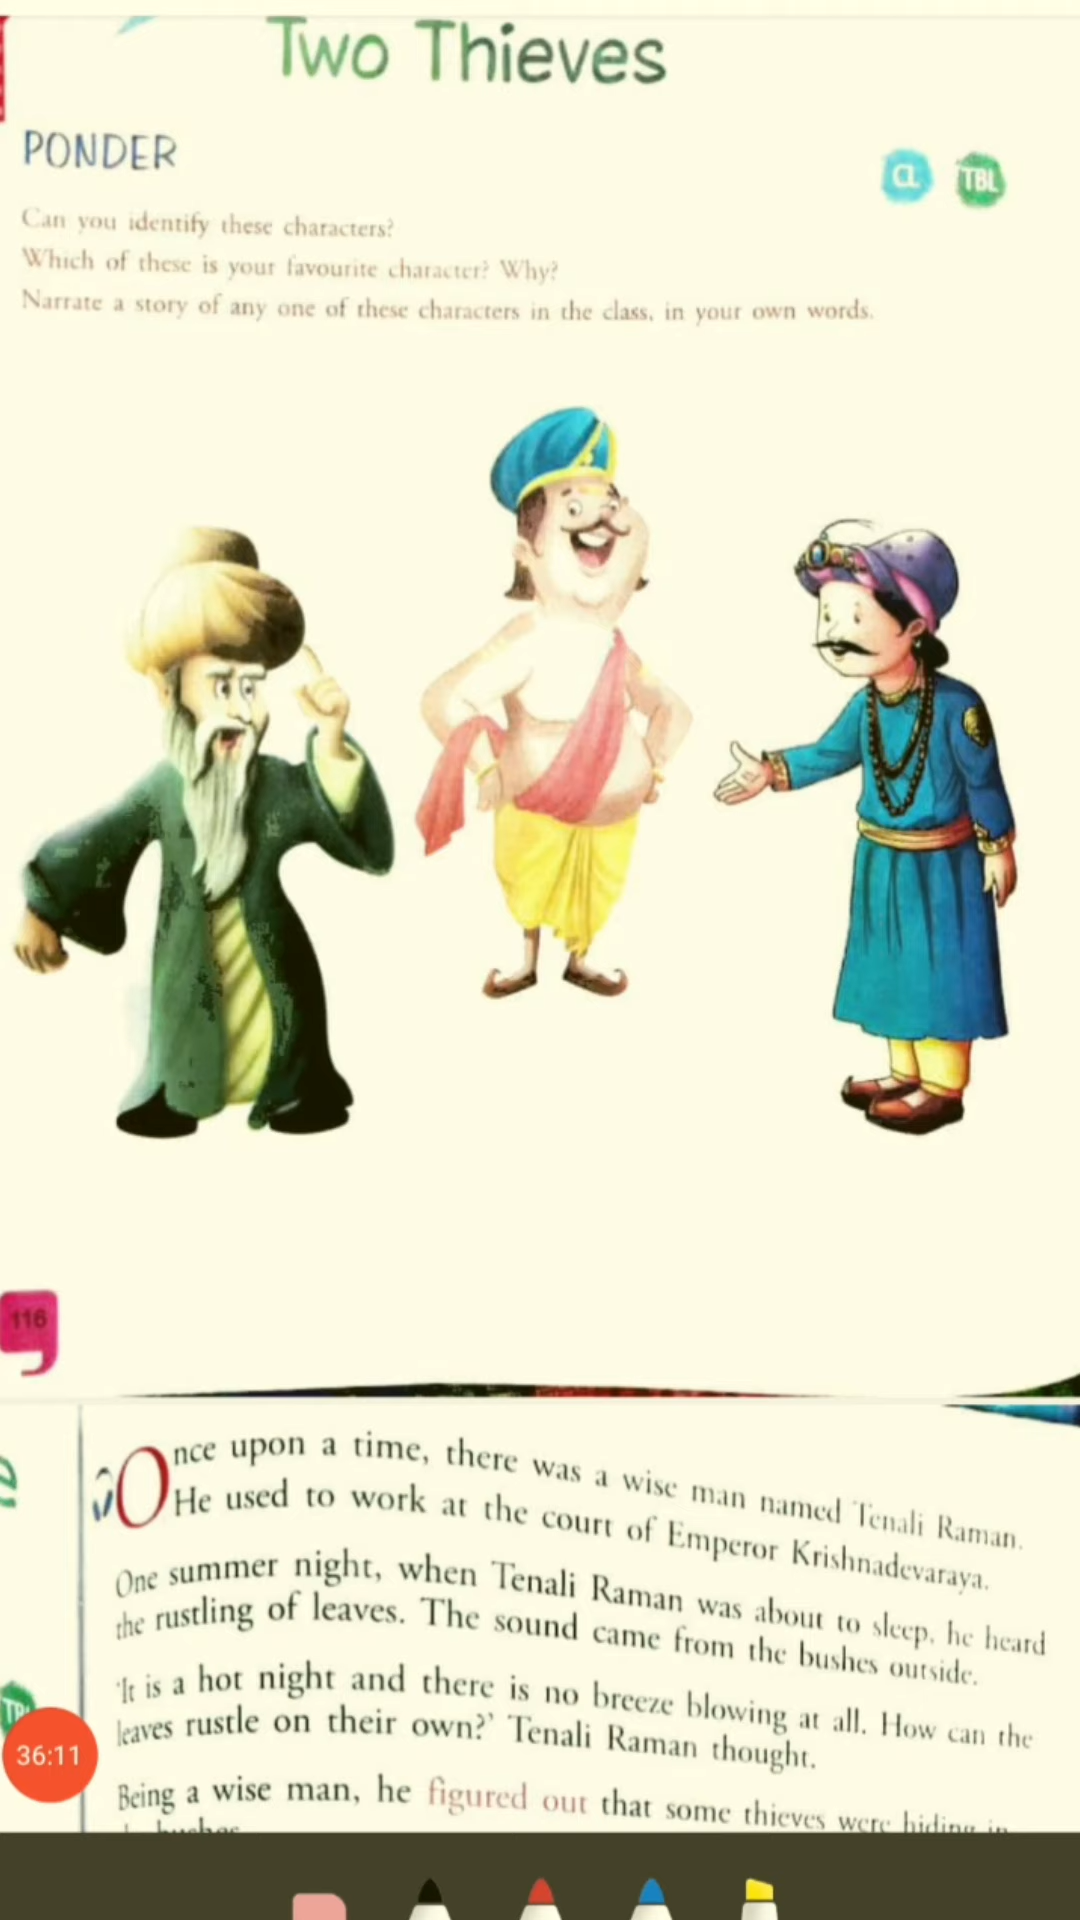 Two Thieves
PONDER
CL TBL
Can you identify these characters?
Which of these is your favourite character? Why?
Narrate a story of any one of these characters in the class, in your own words.
116
Once upon a time, there was a wise man named Tenali Raman.
He used to work at the court of Emperor Krishnadevaraya.
One summer night, when Tenali Raman was about to sleep, he heard
the rustling of leaves. The sound came from the bushes outside.
'It is a hot night and there is no breeze blowing at all. How can the
leaves rustle on their own?' Tenali Raman thought.
Being a wise man, he figured out that some thieves were hiding in
bushes
36:11